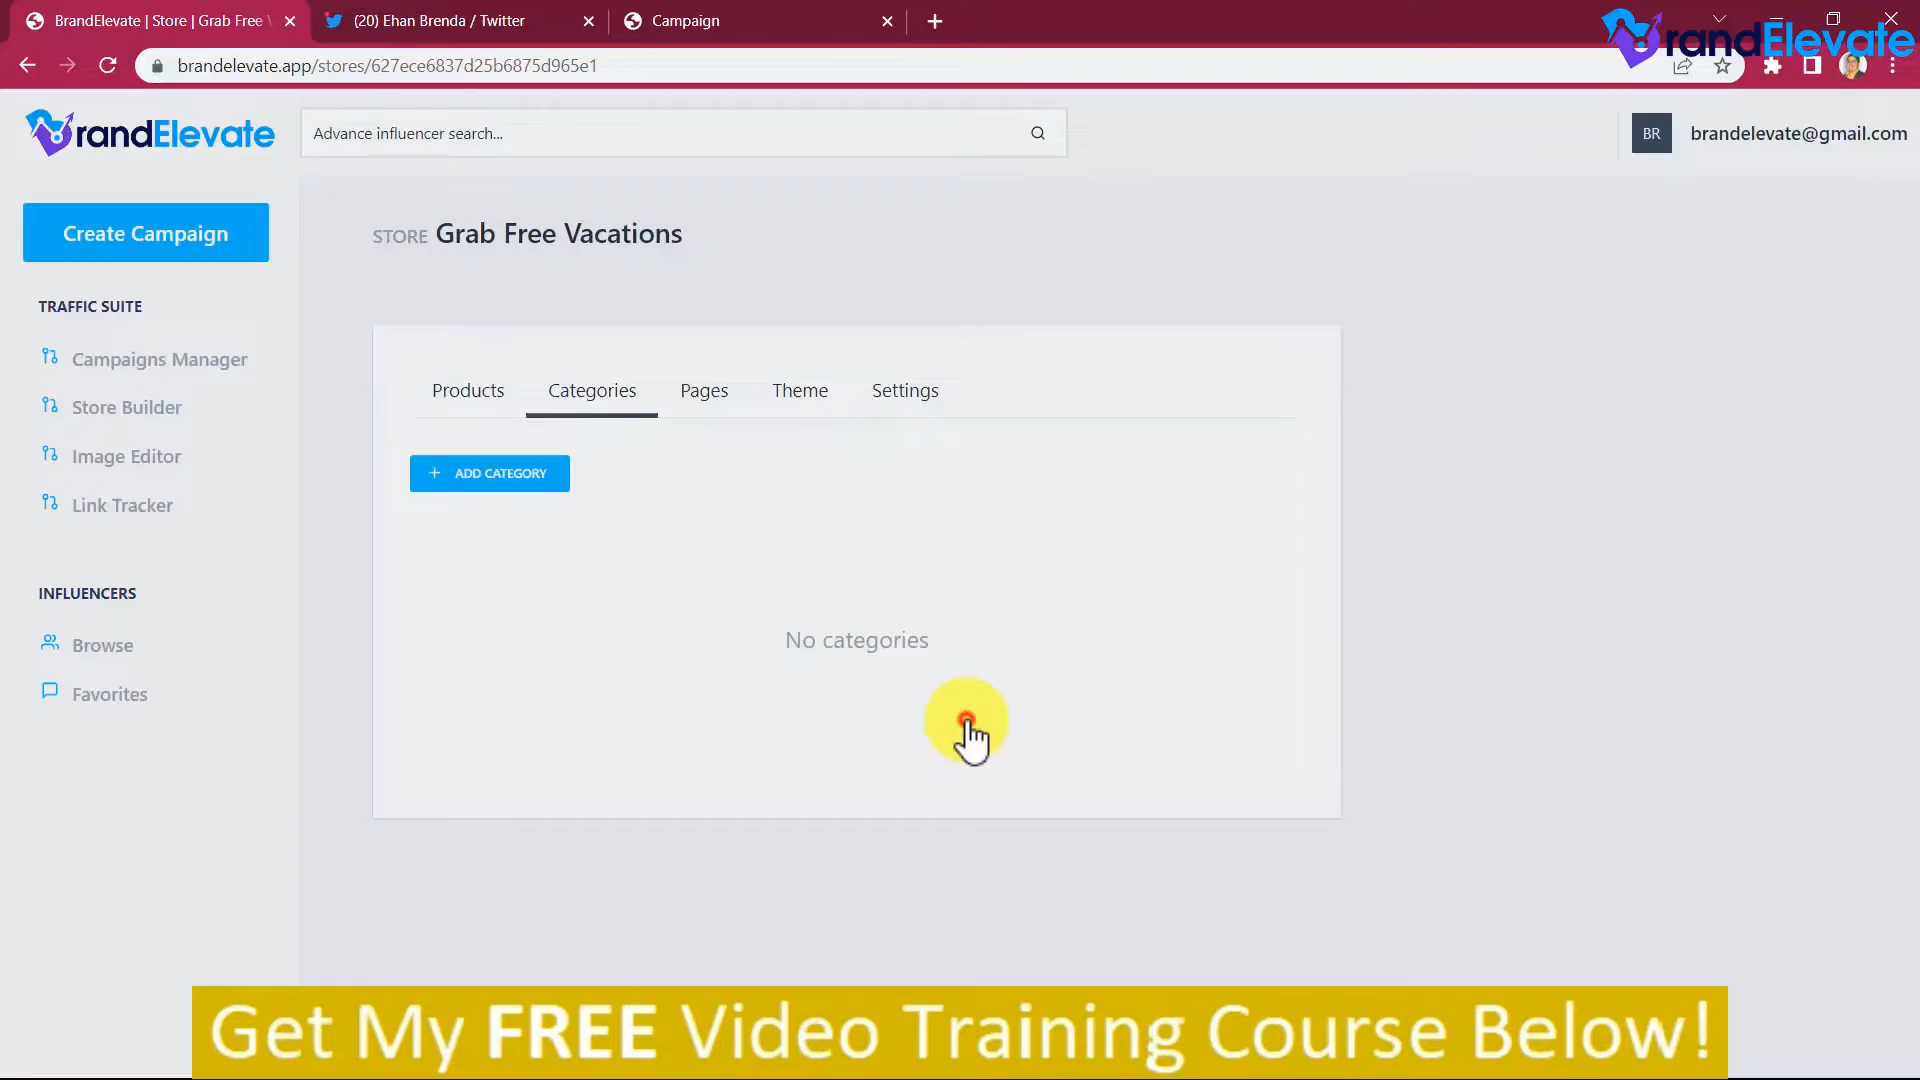 BrandElevate | Store | Grab Free
(20) Ehan Brenda / Twitter
Campaign
randElevate
brandelevate.app/stores/627ece6837d25b6875d965e1
randElevate
Advance influencer search...
BR
brandelevate@gmail.com
Create Campaign
STORE Grab Free Vacations
TRAFFIC SUITE
Campaigns Manager
Store Builder
Image Editor
Link Tracker
INFLUENCERS
Browse
Favorites
Products
Categories
Pages
Theme
Settings
+ ADD CATEGORY
No categories
Get My FREE Video Training Course Below!